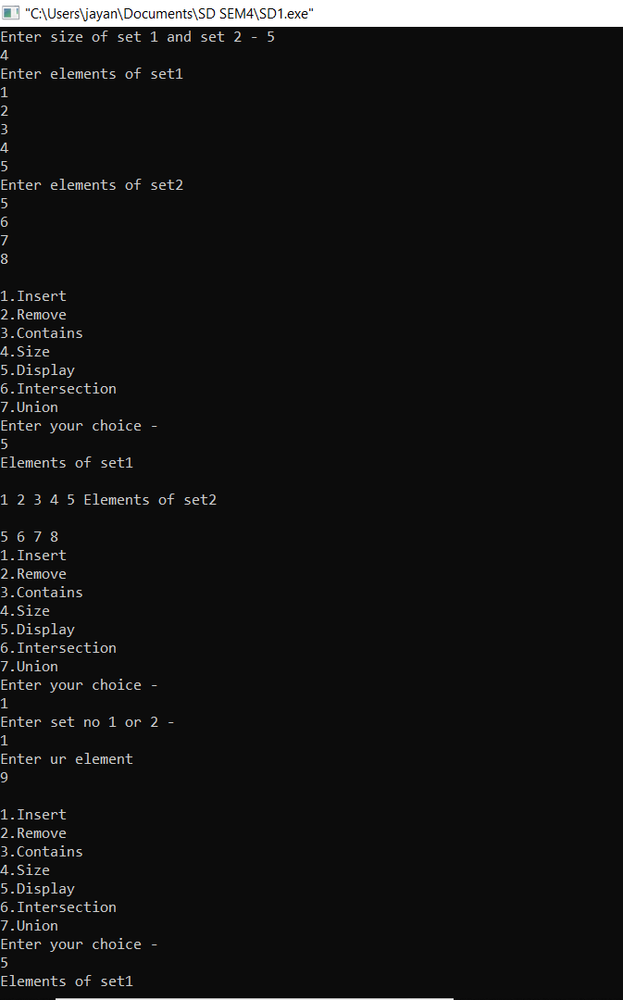 "C:\Users\jayan\Documents\SD SEM4\SD1.exe"
Enter size of set 1 and set 2 - 5
4
Enter elements of set1
1
2
3
4
5
Enter elements of set2
5
6
7
8
1.Insert
2.Remove
3.Contains
4.Size
5.Display
6.Intersection
7.Union
Enter your choice -
5
Elements of set1
1 2 3 4 5 Elements of set2
5 6 7 8
1.Insert
2.Remove
3.Contains
4.Size
5.Display
6.Intersection
7.Union
Enter your choice -
1
Enter set no 1 or 2 -
1
Enter ur element
9
1.Insert
2.Remove
3.Contains
4.Size
5.Display
6.Intersection
7.Union
Enter your choice -
5
Elements of set1